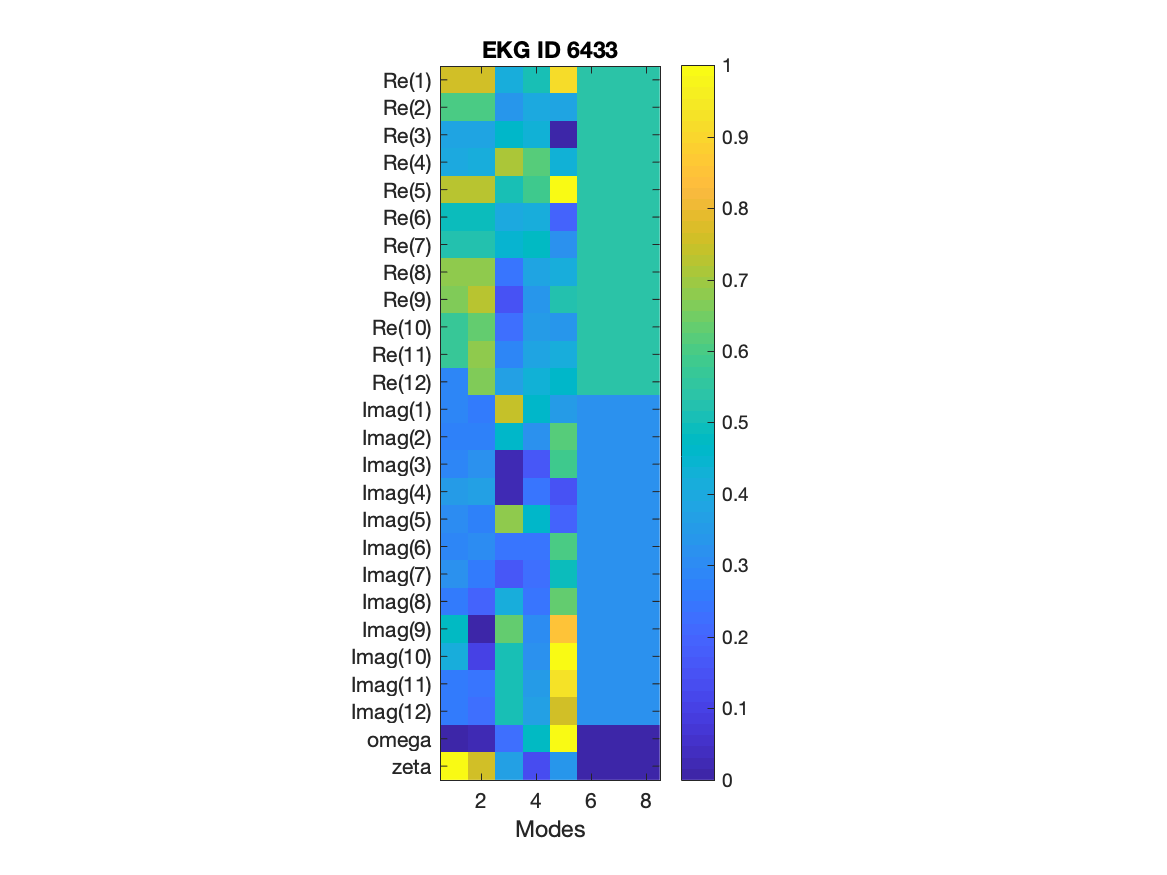 EKG ID 6433
Re(1)
Re(2)
Re(3)
Re(4)
Re(5)
Re(6)
Re(7)
Re(8)
Re(9)
Re(10)
Re(11)
Re(12)
Imag(1)
Imag(2)
Imag(3)
Imag(4)
Imag(5)
Imag(6)
Imag(7)
Imag(8)
Imag(9)
Imag(10)
Imag(11)
Imag(12)
omega
zeta
2 4 6 8
Modes
1
0.9
0.8
0.7
0.6
0.5
0.4
0.3
0.2
0.1
0